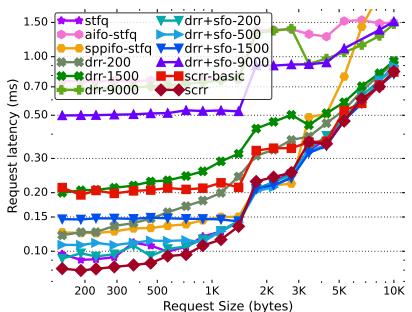 Request latency (ms)
1.50
1.00
0.70
0.50
0.30
0.20
0.15
0.10
stfq
aifo-stfq
sppifo-stfq
drr-200
drr-1500
drr-9000
drr+sfo-200
drr+sfo-500
drr+sfo-1500
drr+sfo-9000
scrr-basic
scrr
200 300 500 1K 2K 3K 5K 10K
Request Size (bytes)